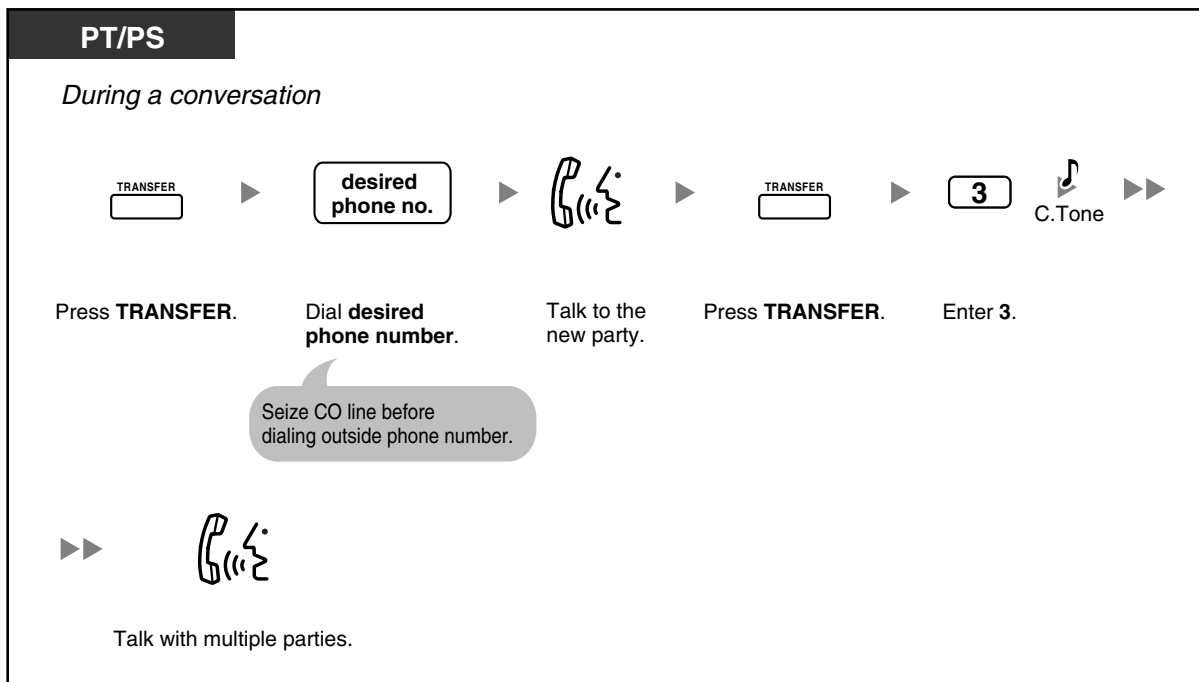 PT/PS
During a conversation
TRANSFER
desired
phone no.
TRANSFER
3
C.Tone
Press TRANSFER.
Dial desired
phone number.
Talk to the
new party.
Press TRANSFER.
Enter 3.
Seize CO line before
dialing outside phone number.
Talk with multiple parties.